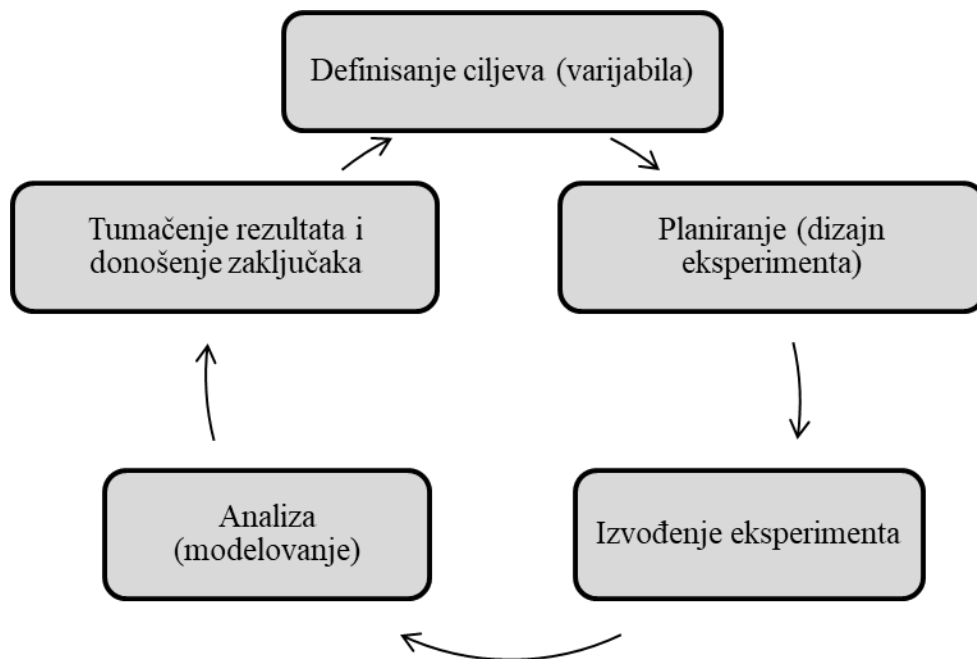 Definisanje ciljeva (varijabila)
Planiranje (dizajn
eksperimenta)
Izvođenje eksperimenta
Analiza
(modelovanje)
Tumačenje rezultata i
donošenje zaključaka